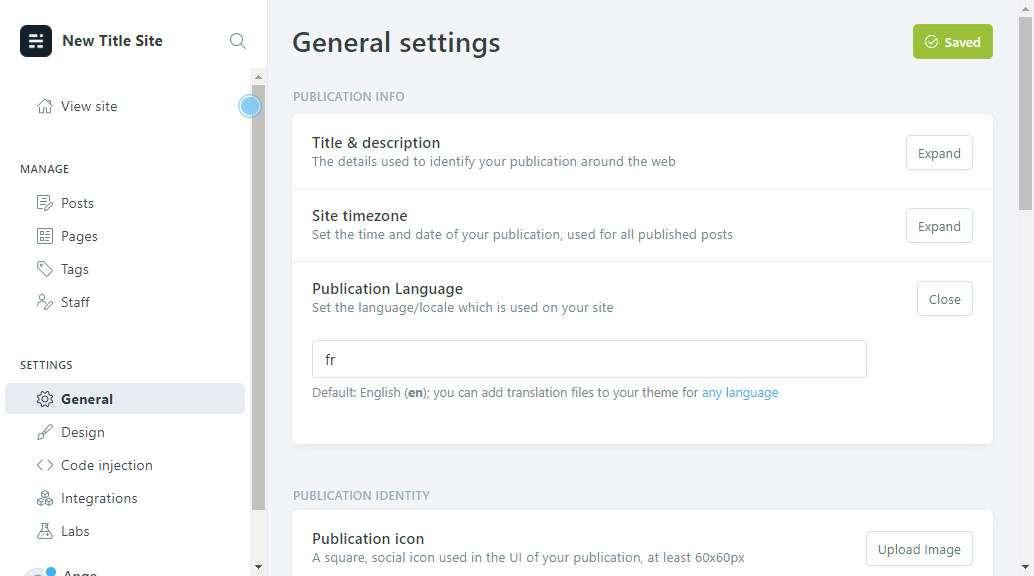 New Title Site
View site
MANAGE
Posts
Pages
Tags
Staff
SETTINGS
General
Design
Code injection
Integrations
Labs
Ange
General settings
Saved
PUBLICATION INFO
Title & description
The details used to identify your publication around the web
Expand
Site timezone
Set the time and date of your publication, used for all published posts
Expand
Publication Language
Set the language/locale which is used on your site
Close
fr
Default: English (en); you can add translation files to your theme for any language
PUBLICATION IDENTITY
Publication icon
A square, social icon used in the UI of your publication, at least 60x60px
Upload Image